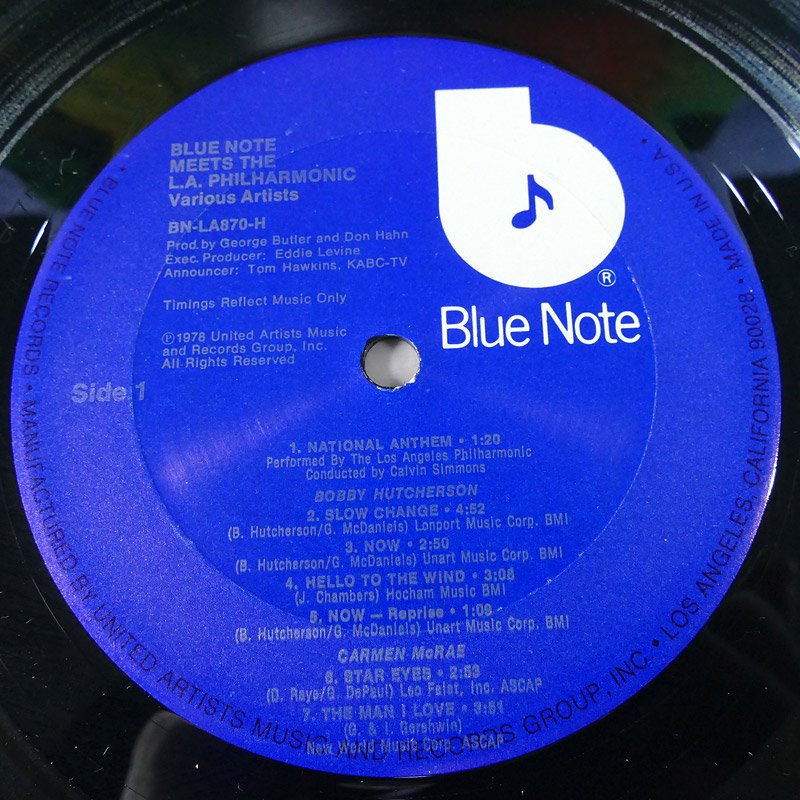 BLUE NOTE
MEETS THE
L.A. PHILHARMONIC
Various Artists
BN-LA870-H
Prod. by George Butler and Don Hahn
Exec. Producer: Eddie Levine
Announcer: Tom Hawkins, KABC-TV
Timings Reflect Music Only
℗1978 United Artists Music
and Records Group, Inc.
All Rights Reserved
Side 1
b
®
Blue Note
1. NATIONAL ANTHEM • 1:20
Performed By The Los Angeles Philharmonic
Conducted by Calvin Simmons
BOBBY HUTCHERSON
2. SLOW CHANGE • 4:52
(B. Hutcherson/G. McDaniels) Lonport Music Corp. BMI
3. NOW • 2:50
(B. Hutcherson/G. McDaniels) Unart Music Corp. BMI
4. HELLO TO THE WIND • 3:08
(J. Chambers) Hocham Music BMI
5. NOW — Reprise • 1:09
(B. Hutcherson/G. McDaniels) Unart Music Corp. BMI
CARMEN McRAE
6. STAR EYES • 2:53
(D. Raye/G. DePaul) Leo Feist, Inc. ASCAP
7. THE MAN I LOVE • 3:51
(G. & I. Gershwin)
New World Music Corp. ASCAP
• BLUE NOTE RECORDS • MANUFACTURED BY UNITED ARTISTS MUSIC AND RECORDS GROUP, INC. • LOS ANGELES, CALIFORNIA 90028 • MADE IN U.S.A. •